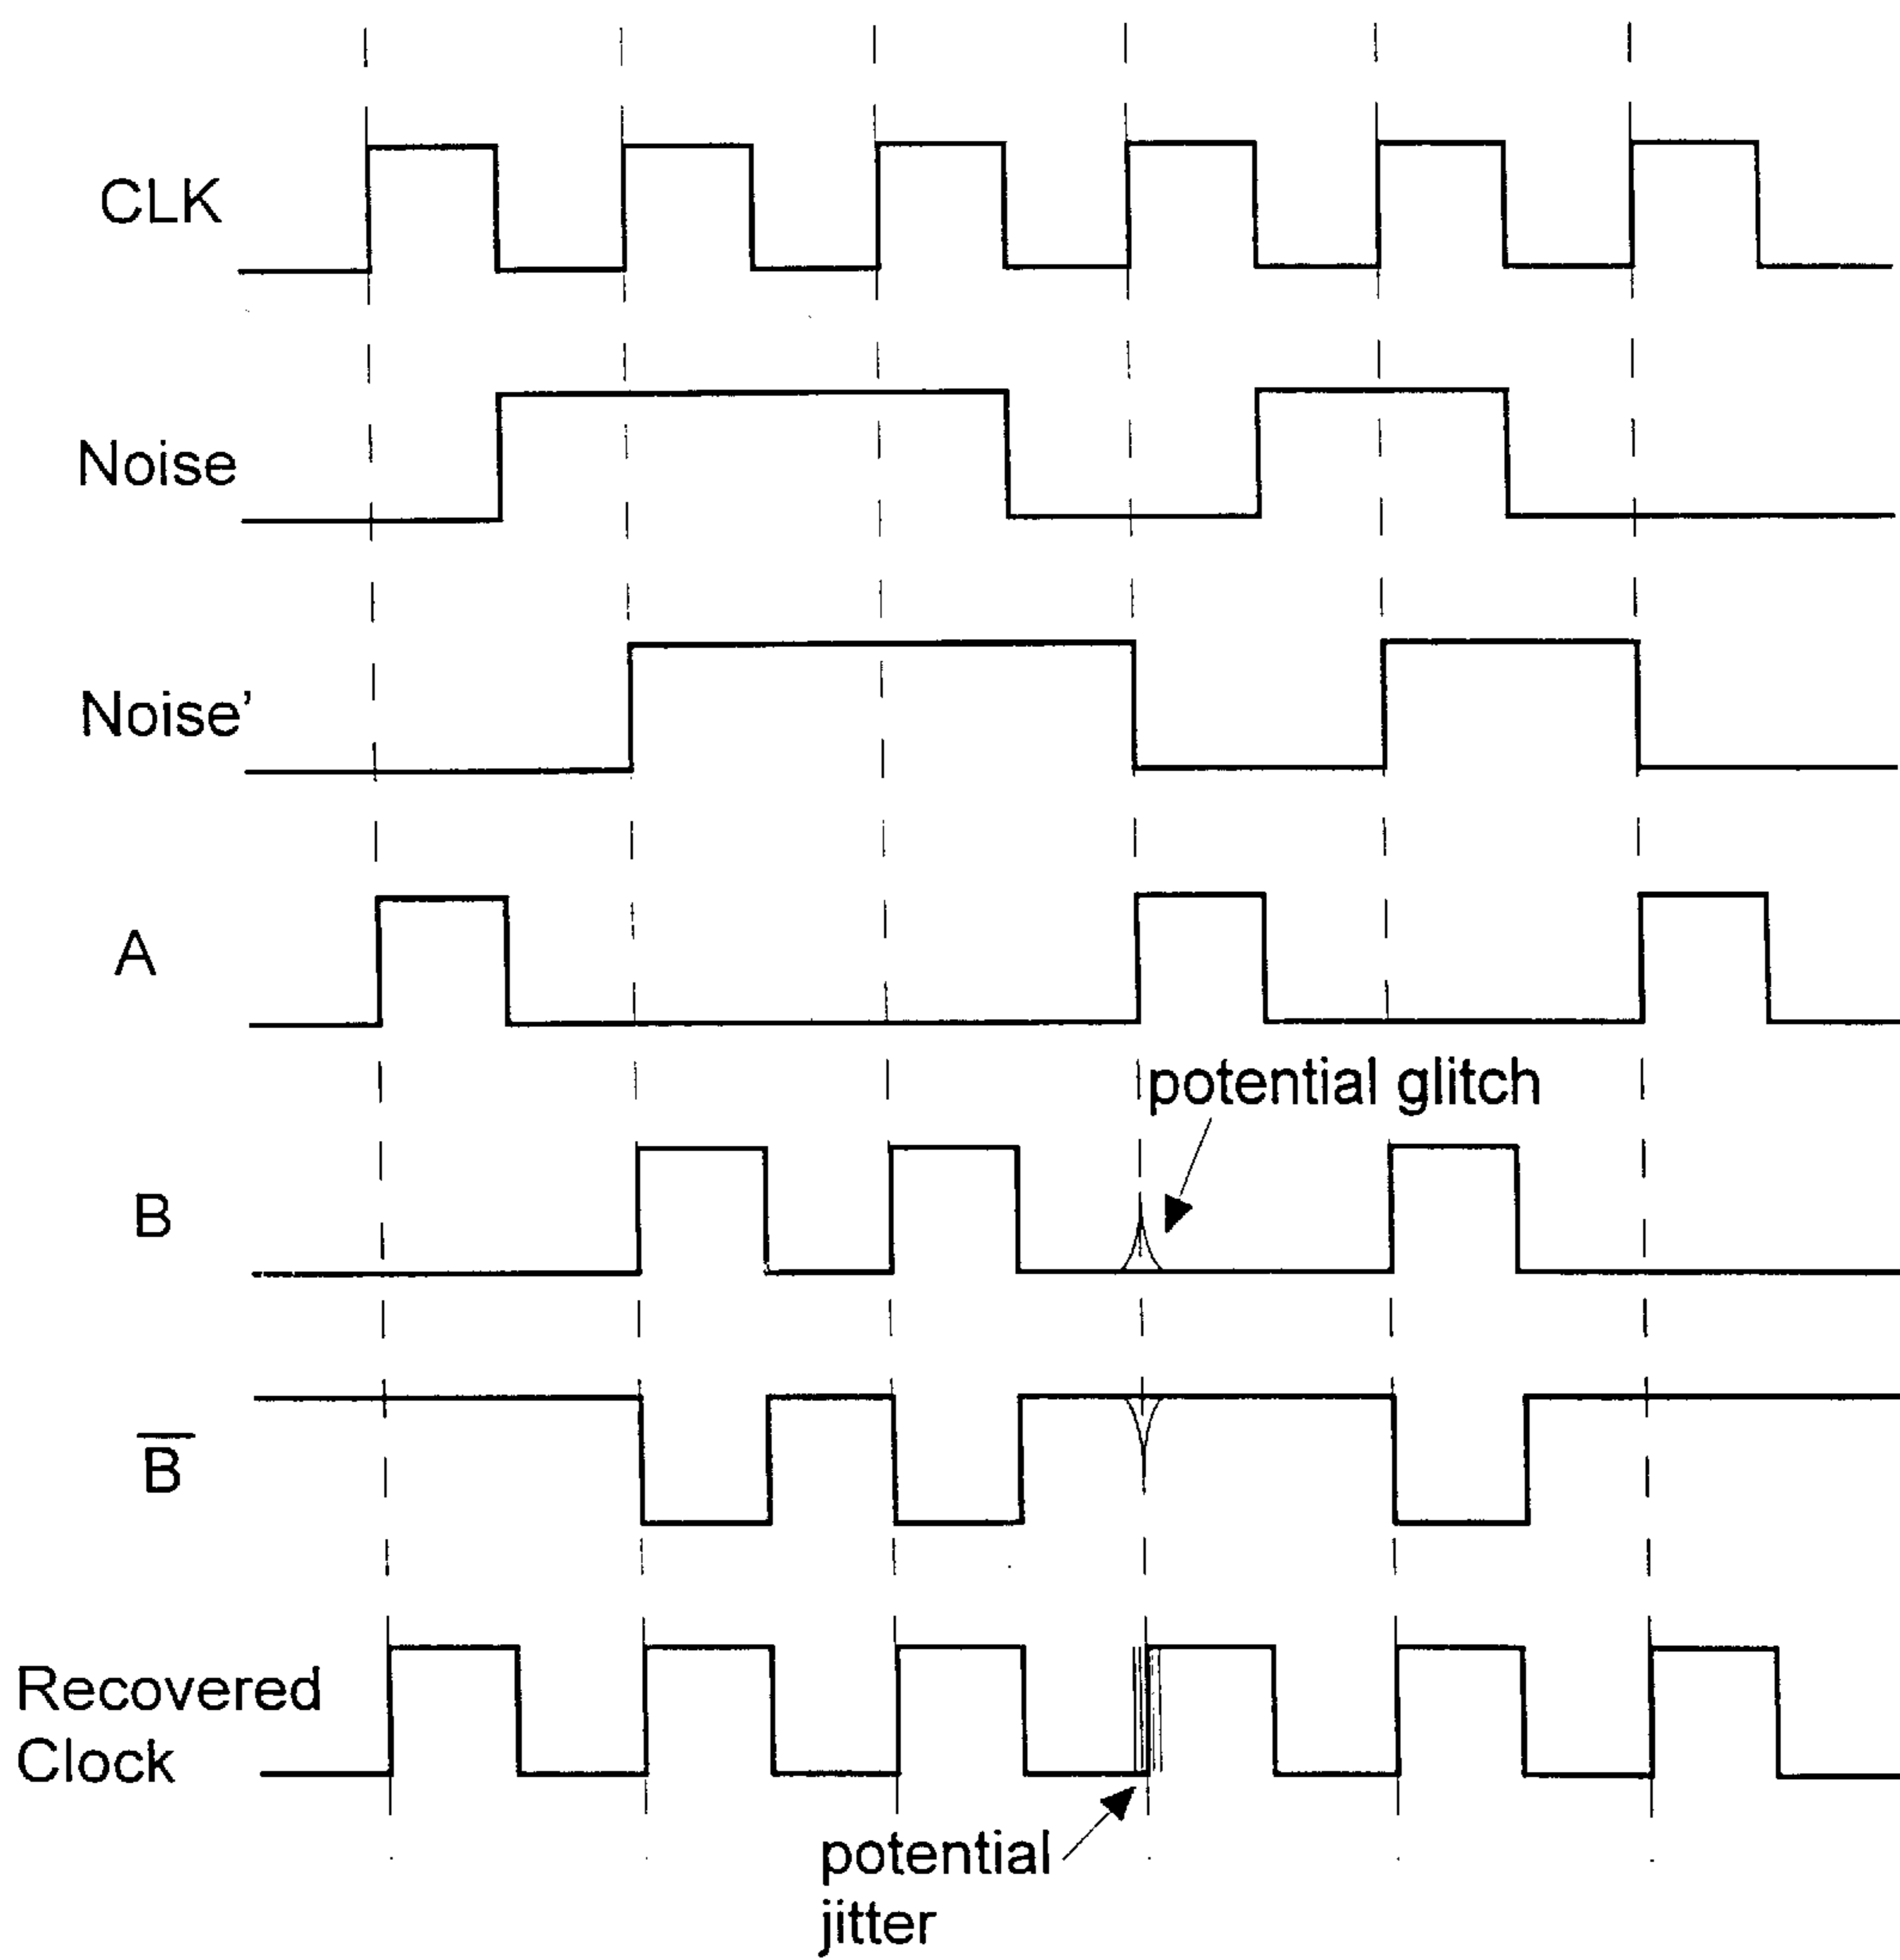 CLK
Noise
Noise’
A
potential glitch
B
B̅
Recovered
Clock
potential
jitter